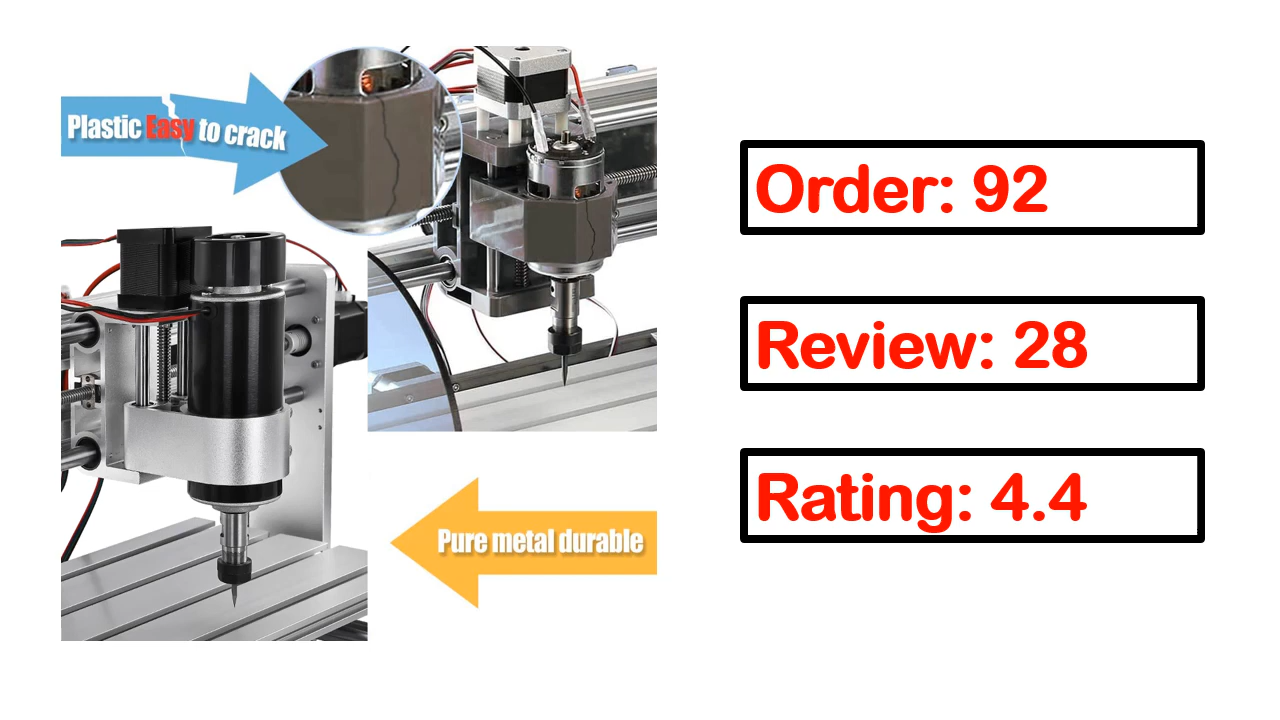 Plastic Easy to crack
Pure metal durable
Order: 92
Review: 28
Rating: 4.4